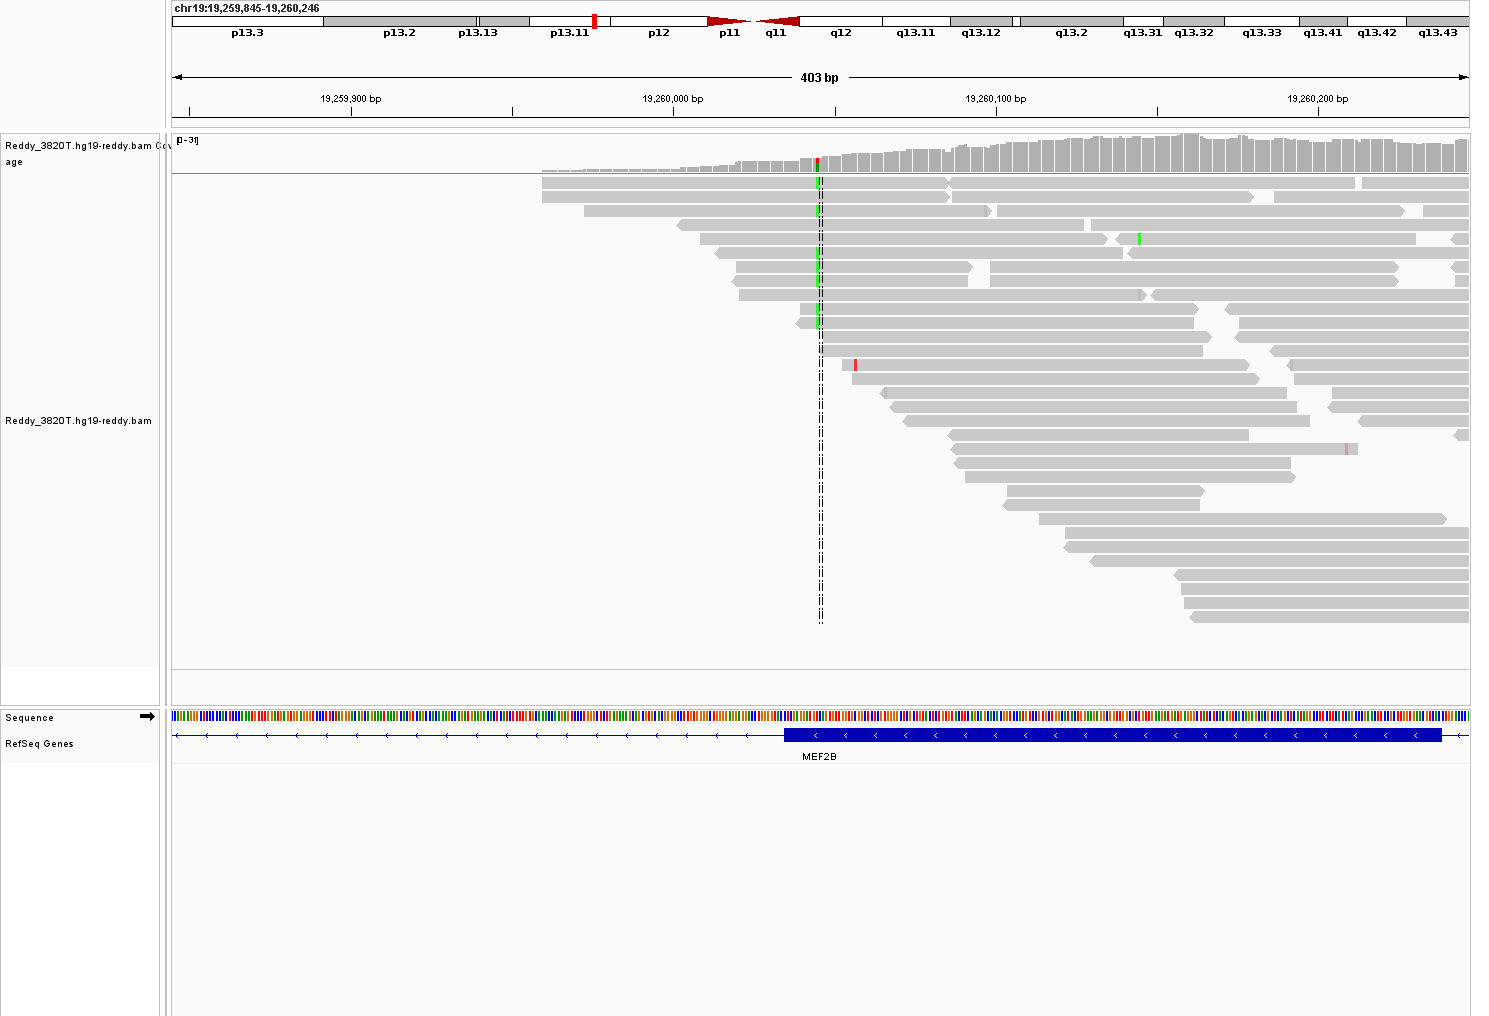 chr19:19,259,845-19,260,246
p13.3 p13.2 p13.13 p13.11 p12 p11 q11 q12 q13.11 q13.12 q13.2 q13.31 q13.32 q13.33 q13.41 q13.42 q13.43
403 bp
19,259,900 bp 19,260,000 bp 19,260,100 bp 19,260,200 bp
Reddy_3820T.hg19-reddy.bam Cov
age
[0-31]
Reddy_3820T.hg19-reddy.bam
Sequence
RefSeq Genes
MEF2B